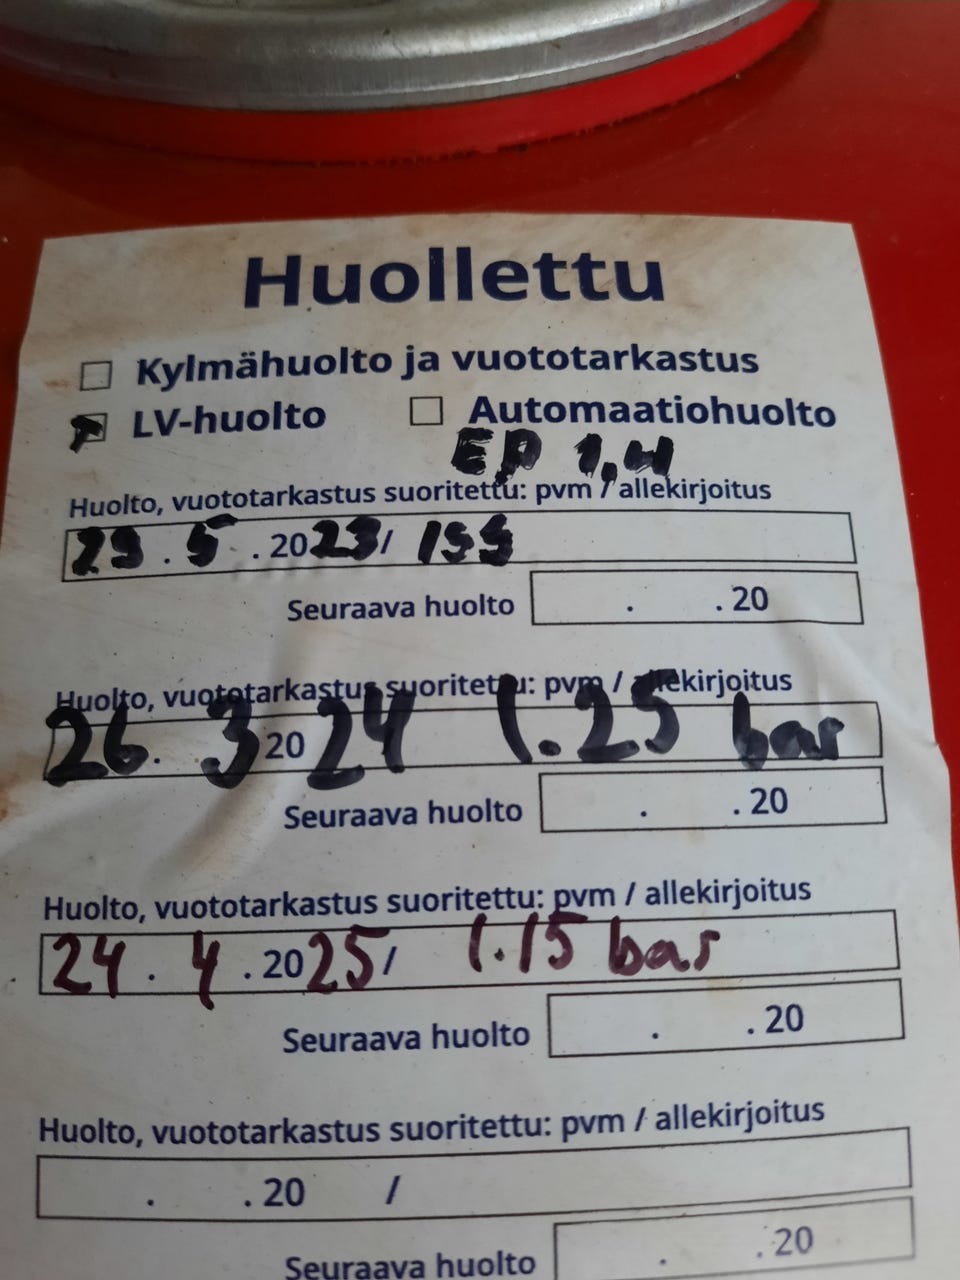 Huollettu
Kylmähuolto ja vuototarkastus
LV-huolto Automaatiohuolto
EP 1,4
Huolto, vuototarkastus suoritettu: pvm / allekirjoitus
29.5.2023/ ISS
Seuraava huolto . .20
Huolto, vuototarkastus suoritettu: pvm / allekirjoitus
26. 3 2024 1.25 bar
Seuraava huolto . .20
Huolto, vuototarkastus suoritettu: pvm / allekirjoitus
24.4.2025/ 1.15 bar
Seuraava huolto . .20
Huolto, vuototarkastus suoritettu: pvm / allekirjoitus
. .20 /
Seuraava huolto . .20